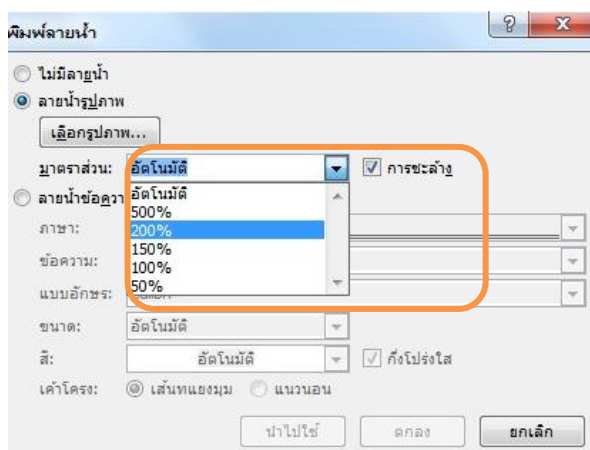 พิมพ์ลายน้ำ
ไม่มีลายน้ำ
ลายน้ำรูปภาพ
เลือกรูปภาพ...
มาตราส่วน: อัตโนมัติ การชะล้าง
ลายน้ำข้อความ อัตโนมัติ
500%
ภาษา: 200%
150%
ข้อความ: 100%
แบบอักษร: 50%
ขนาด: อัตโนมัติ
สี: อัตโนมัติ กึ่งโปร่งใส
เค้าโครง: เส้นทแยงมุม แนวนอน
นำไปใช้ ตกลง ยกเลิก